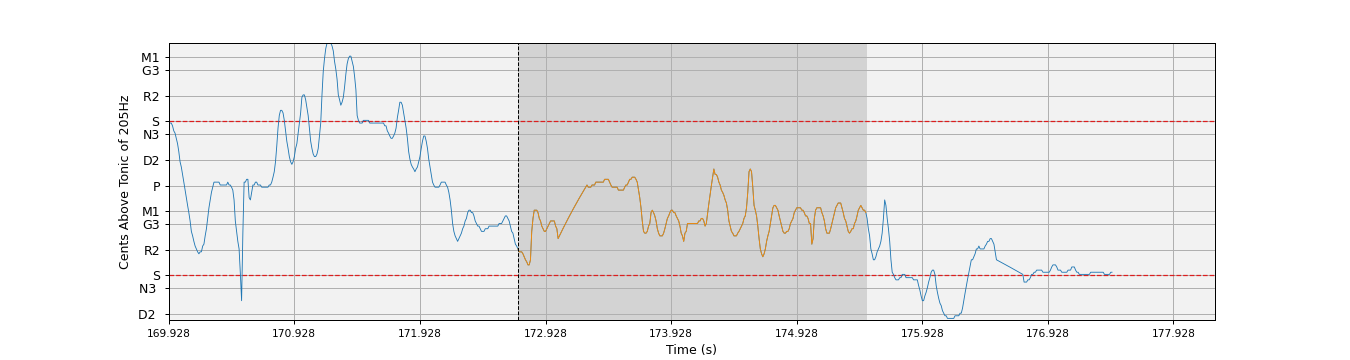 M1
G3
R2
S
N3
D2
P
M1
G3
R2
S
N3
D2
Cents Above Tonic of 205Hz
169.928 170.928 171.928 172.928 173.928 174.928 175.928 176.928 177.928
Time (s)